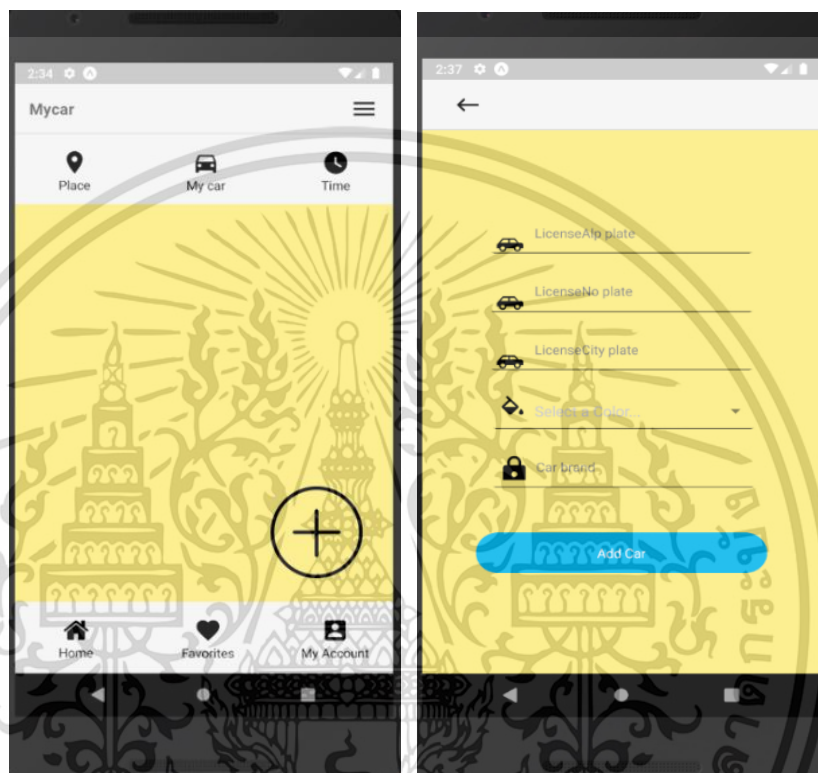 2:34
Mycar
Place My car Time
Home Favorites My Account
2:37
LicenseAlp plate
LicenseNo plate
LicenseCity plate
Select a Color...
Car brand
Add Car